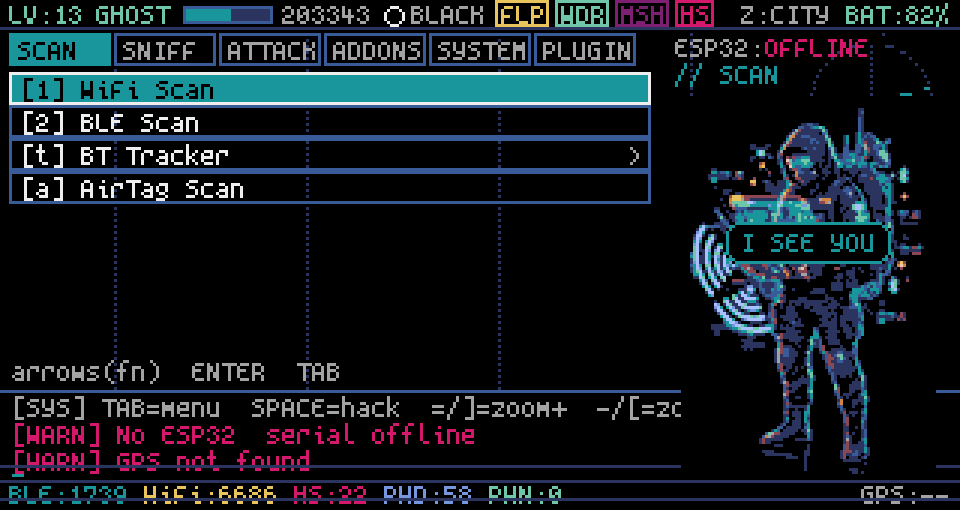 LV:13 GHOST 203343 BLACK FLP WDR MSH HS Z:CITY BAT:82%
SCAN SNIFF ATTACK ADDONS SYSTEM PLUGIN
ESP32:OFFLINE
// SCAN
[1] WiFi Scan
[2] BLE Scan
[t] BT Tracker >
[a] AirTag Scan
I SEE YOU
arrows(fn) ENTER TAB
[SYS] TAB=menu SPACE=hack =/]=zoom+ -/[=zo
[WARN] No ESP32 serial offline
[WARN] GPS not found
BLE:1739 WiFi:6686 HS:22 PWD:58 PWN:0 GPS:--